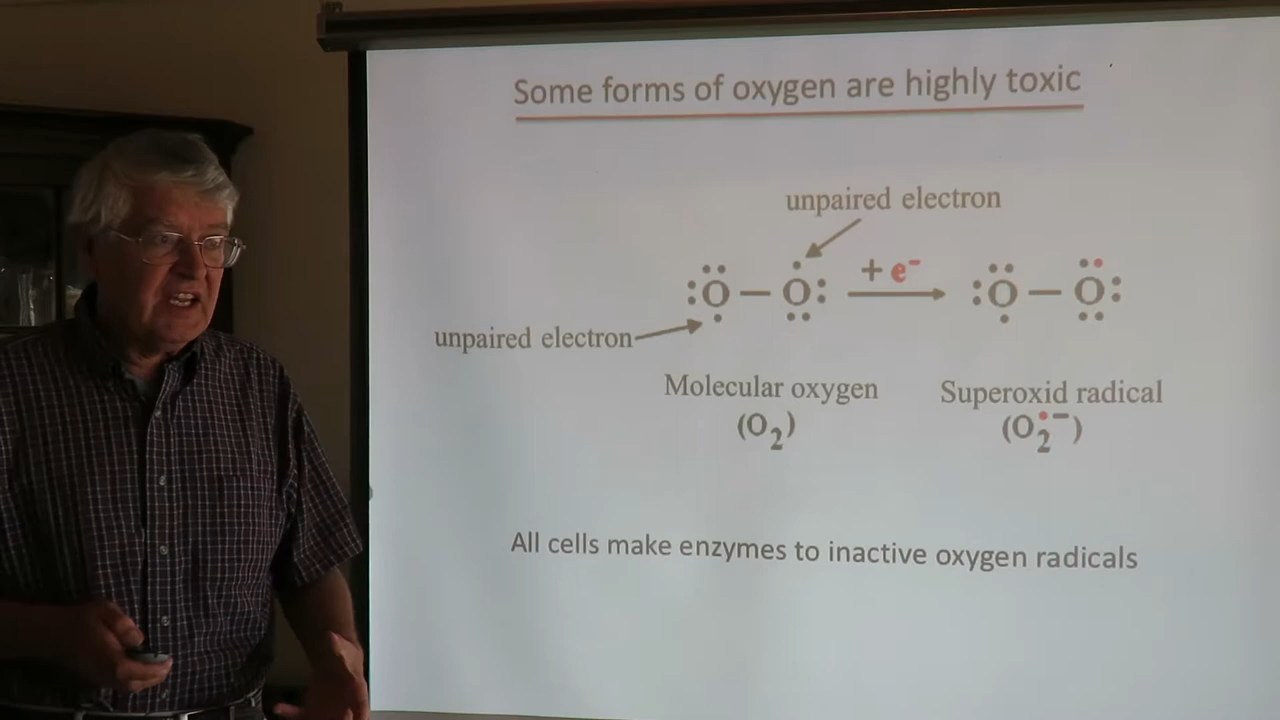 Some forms of oxygen are highly toxic
unpaired electron
:O — O: + e⁻ :O — O:
unpaired electron
Molecular oxygen Superoxid radical
(O₂) (O₂•⁻)
All cells make enzymes to inactive oxygen radicals